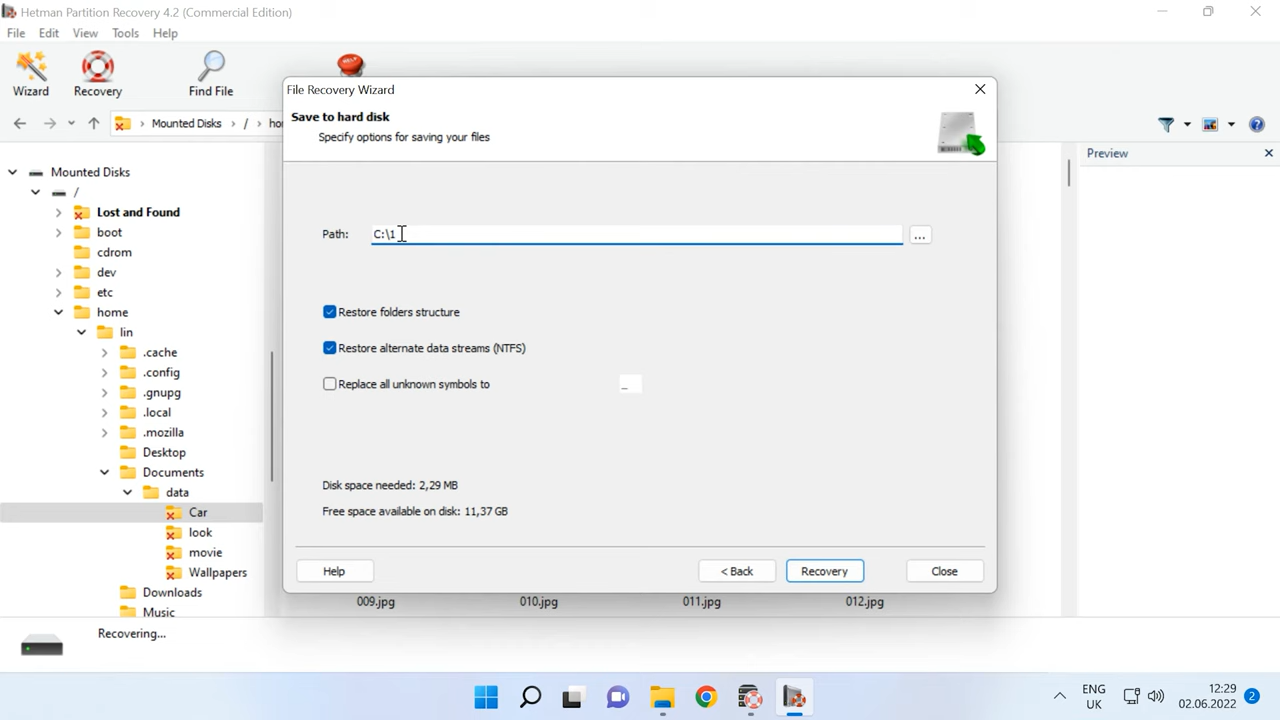 Hetman Partition Recovery 4.2 (Commercial Edition)
File Edit View Tools Help
Wizard Recovery Find File
Mounted Disks / ho
Preview
Mounted Disks
/
Lost and Found
boot
cdrom
dev
etc
home
lin
.cache
.config
.gnupg
.local
.mozilla
Desktop
Documents
data
Car
look
movie
Wallpapers
Downloads
Music
File Recovery Wizard
Save to hard disk
Specify options for saving your files
Path: C:\1 ...
Restore folders structure
Restore alternate data streams (NTFS)
Replace all unknown symbols to _
Disk space needed: 2,29 MB
Free space available on disk: 11,37 GB
Help < Back Recovery Close
009.jpg 010.jpg 011.jpg 012.jpg
Recovering...
ENG
UK
12:29
02.06.2022
2